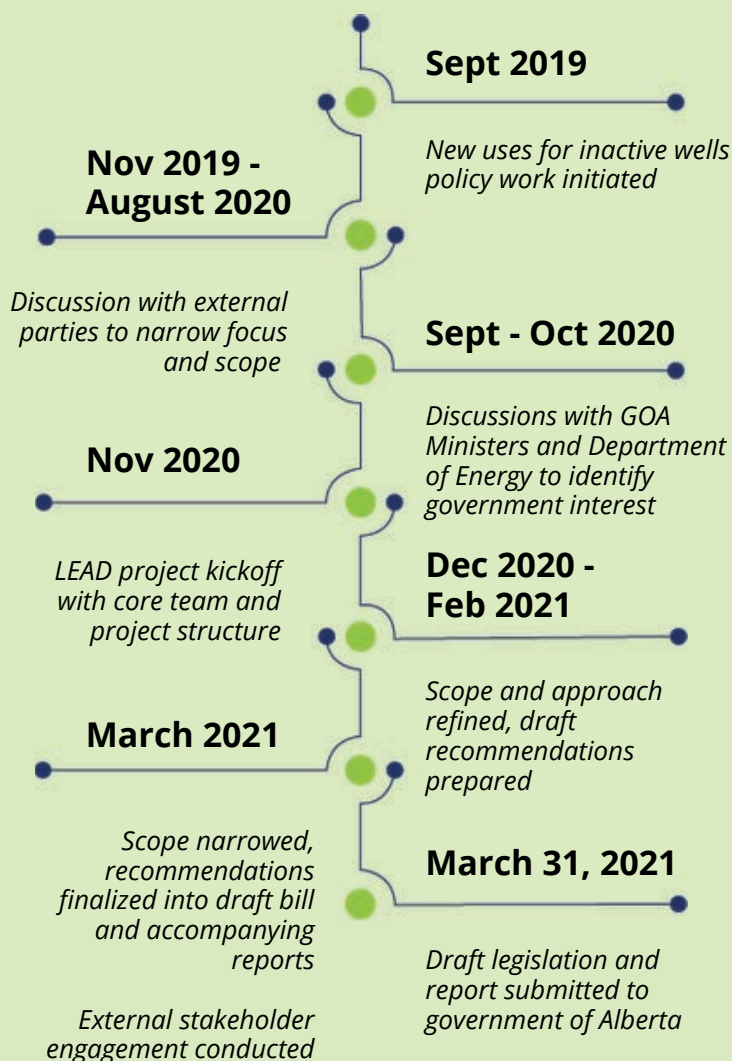 Sept 2019
New uses for inactive wells
policy work initiated
Nov 2019 -
August 2020
Discussion with external
parties to narrow focus
and scope
Sept - Oct 2020
Discussions with GOA
Ministers and Department
of Energy to identify
government interest
Nov 2020
LEAD project kickoff
with core team and
project structure
Dec 2020 -
Feb 2021
Scope and approach
refined, draft
recommendations
prepared
March 2021
Scope narrowed,
recommendations
finalized into draft bill
and accompanying
reports
External stakeholder
engagement conducted
March 31, 2021
Draft legislation and
report submitted to
government of Alberta